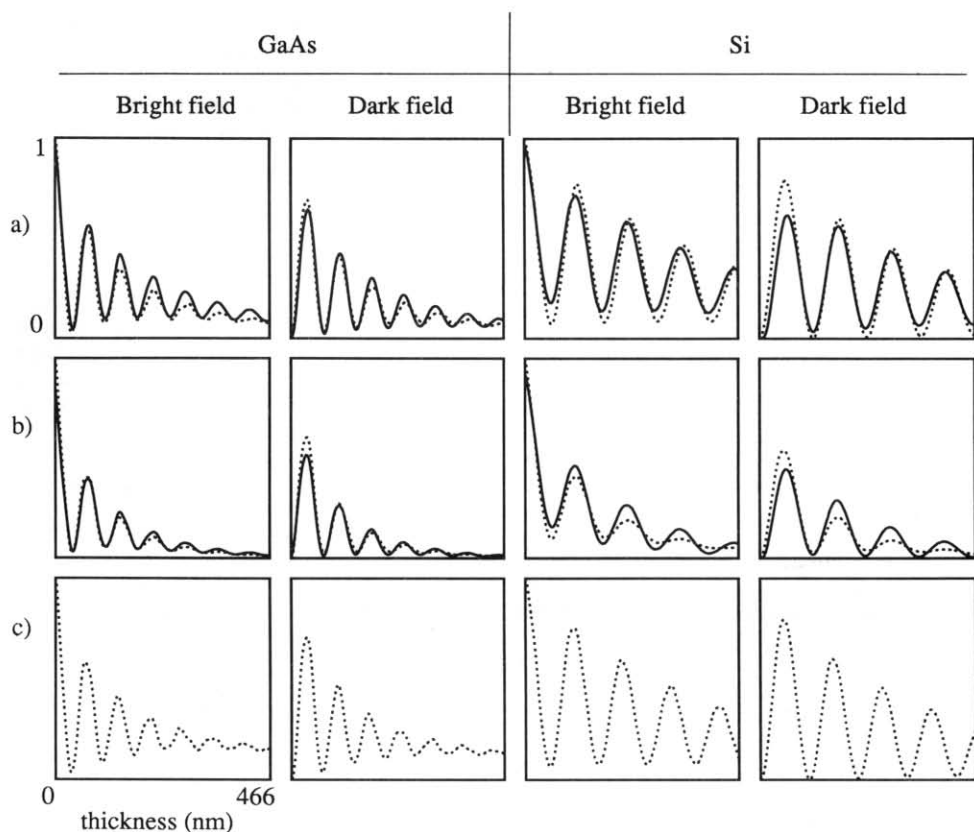 GaAs Si
Bright field Dark field Bright field Dark field
1
a)
0
b)
c)
0 466
thickness (nm)